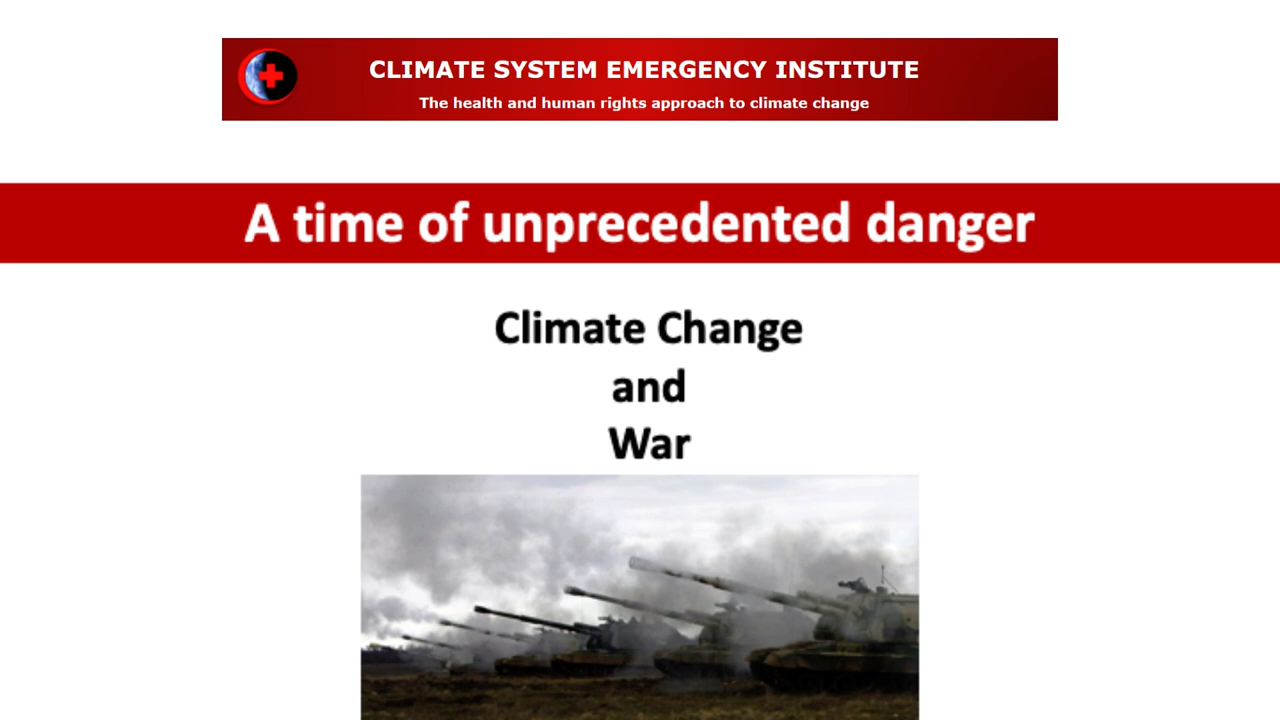 CLIMATE SYSTEM EMERGENCY INSTITUTE
The health and human rights approach to climate change
A time of unprecedented danger
Climate Change
and
War